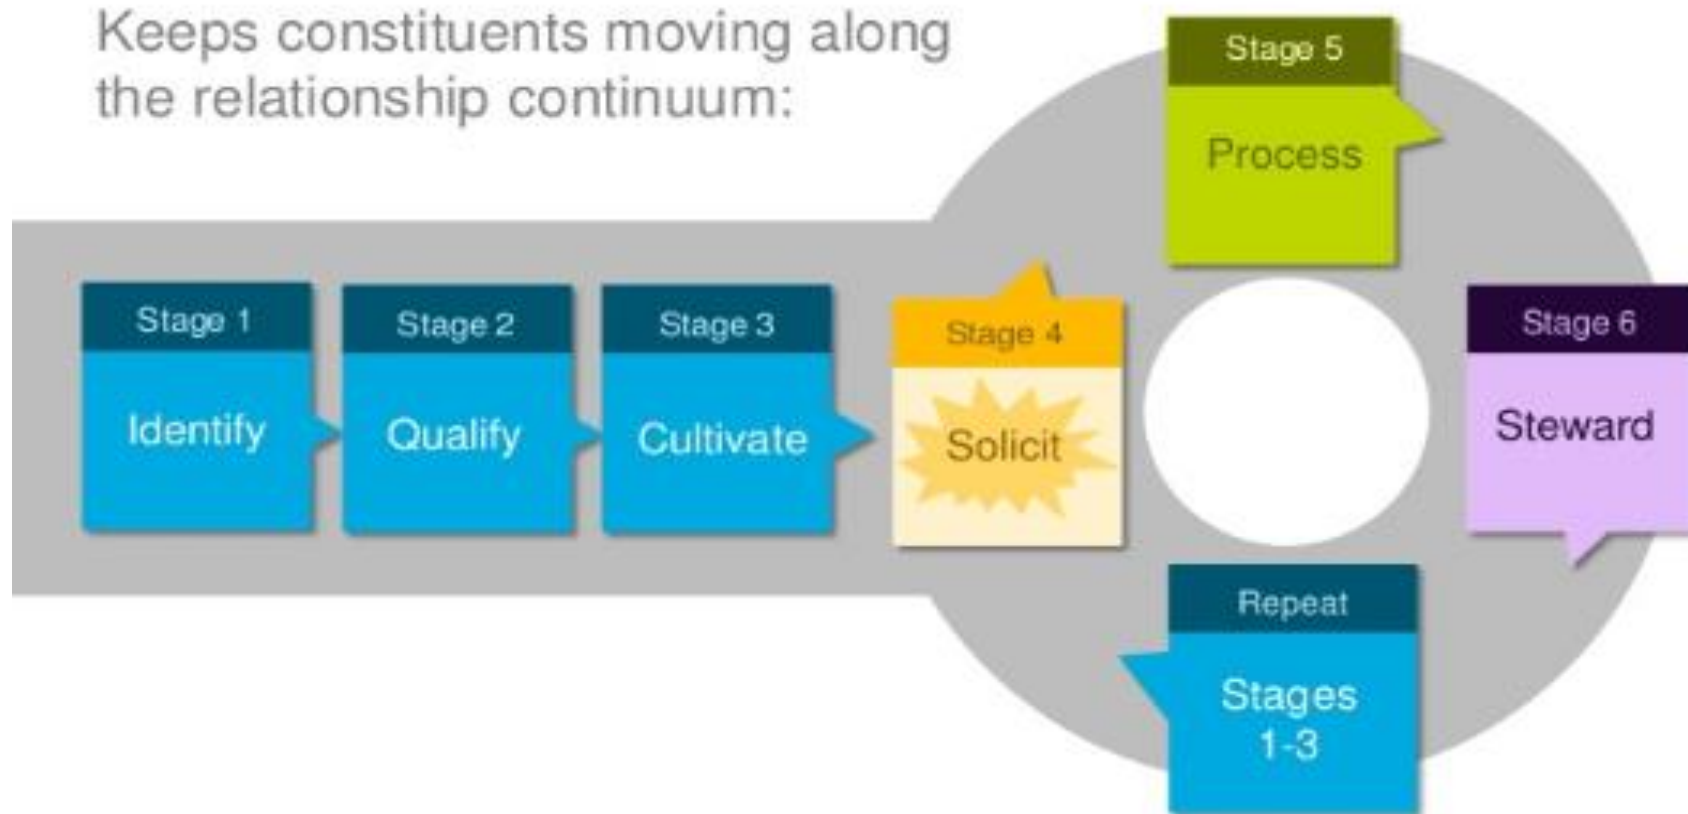 Keeps constituents moving along
the relationship continuum:
Stage 1
Identify
Stage 2
Qualify
Stage 3
Cultivate
Stage 4
Solicit
Stage 5
Process
Stage 6
Steward
Repeat
Stages
1-3